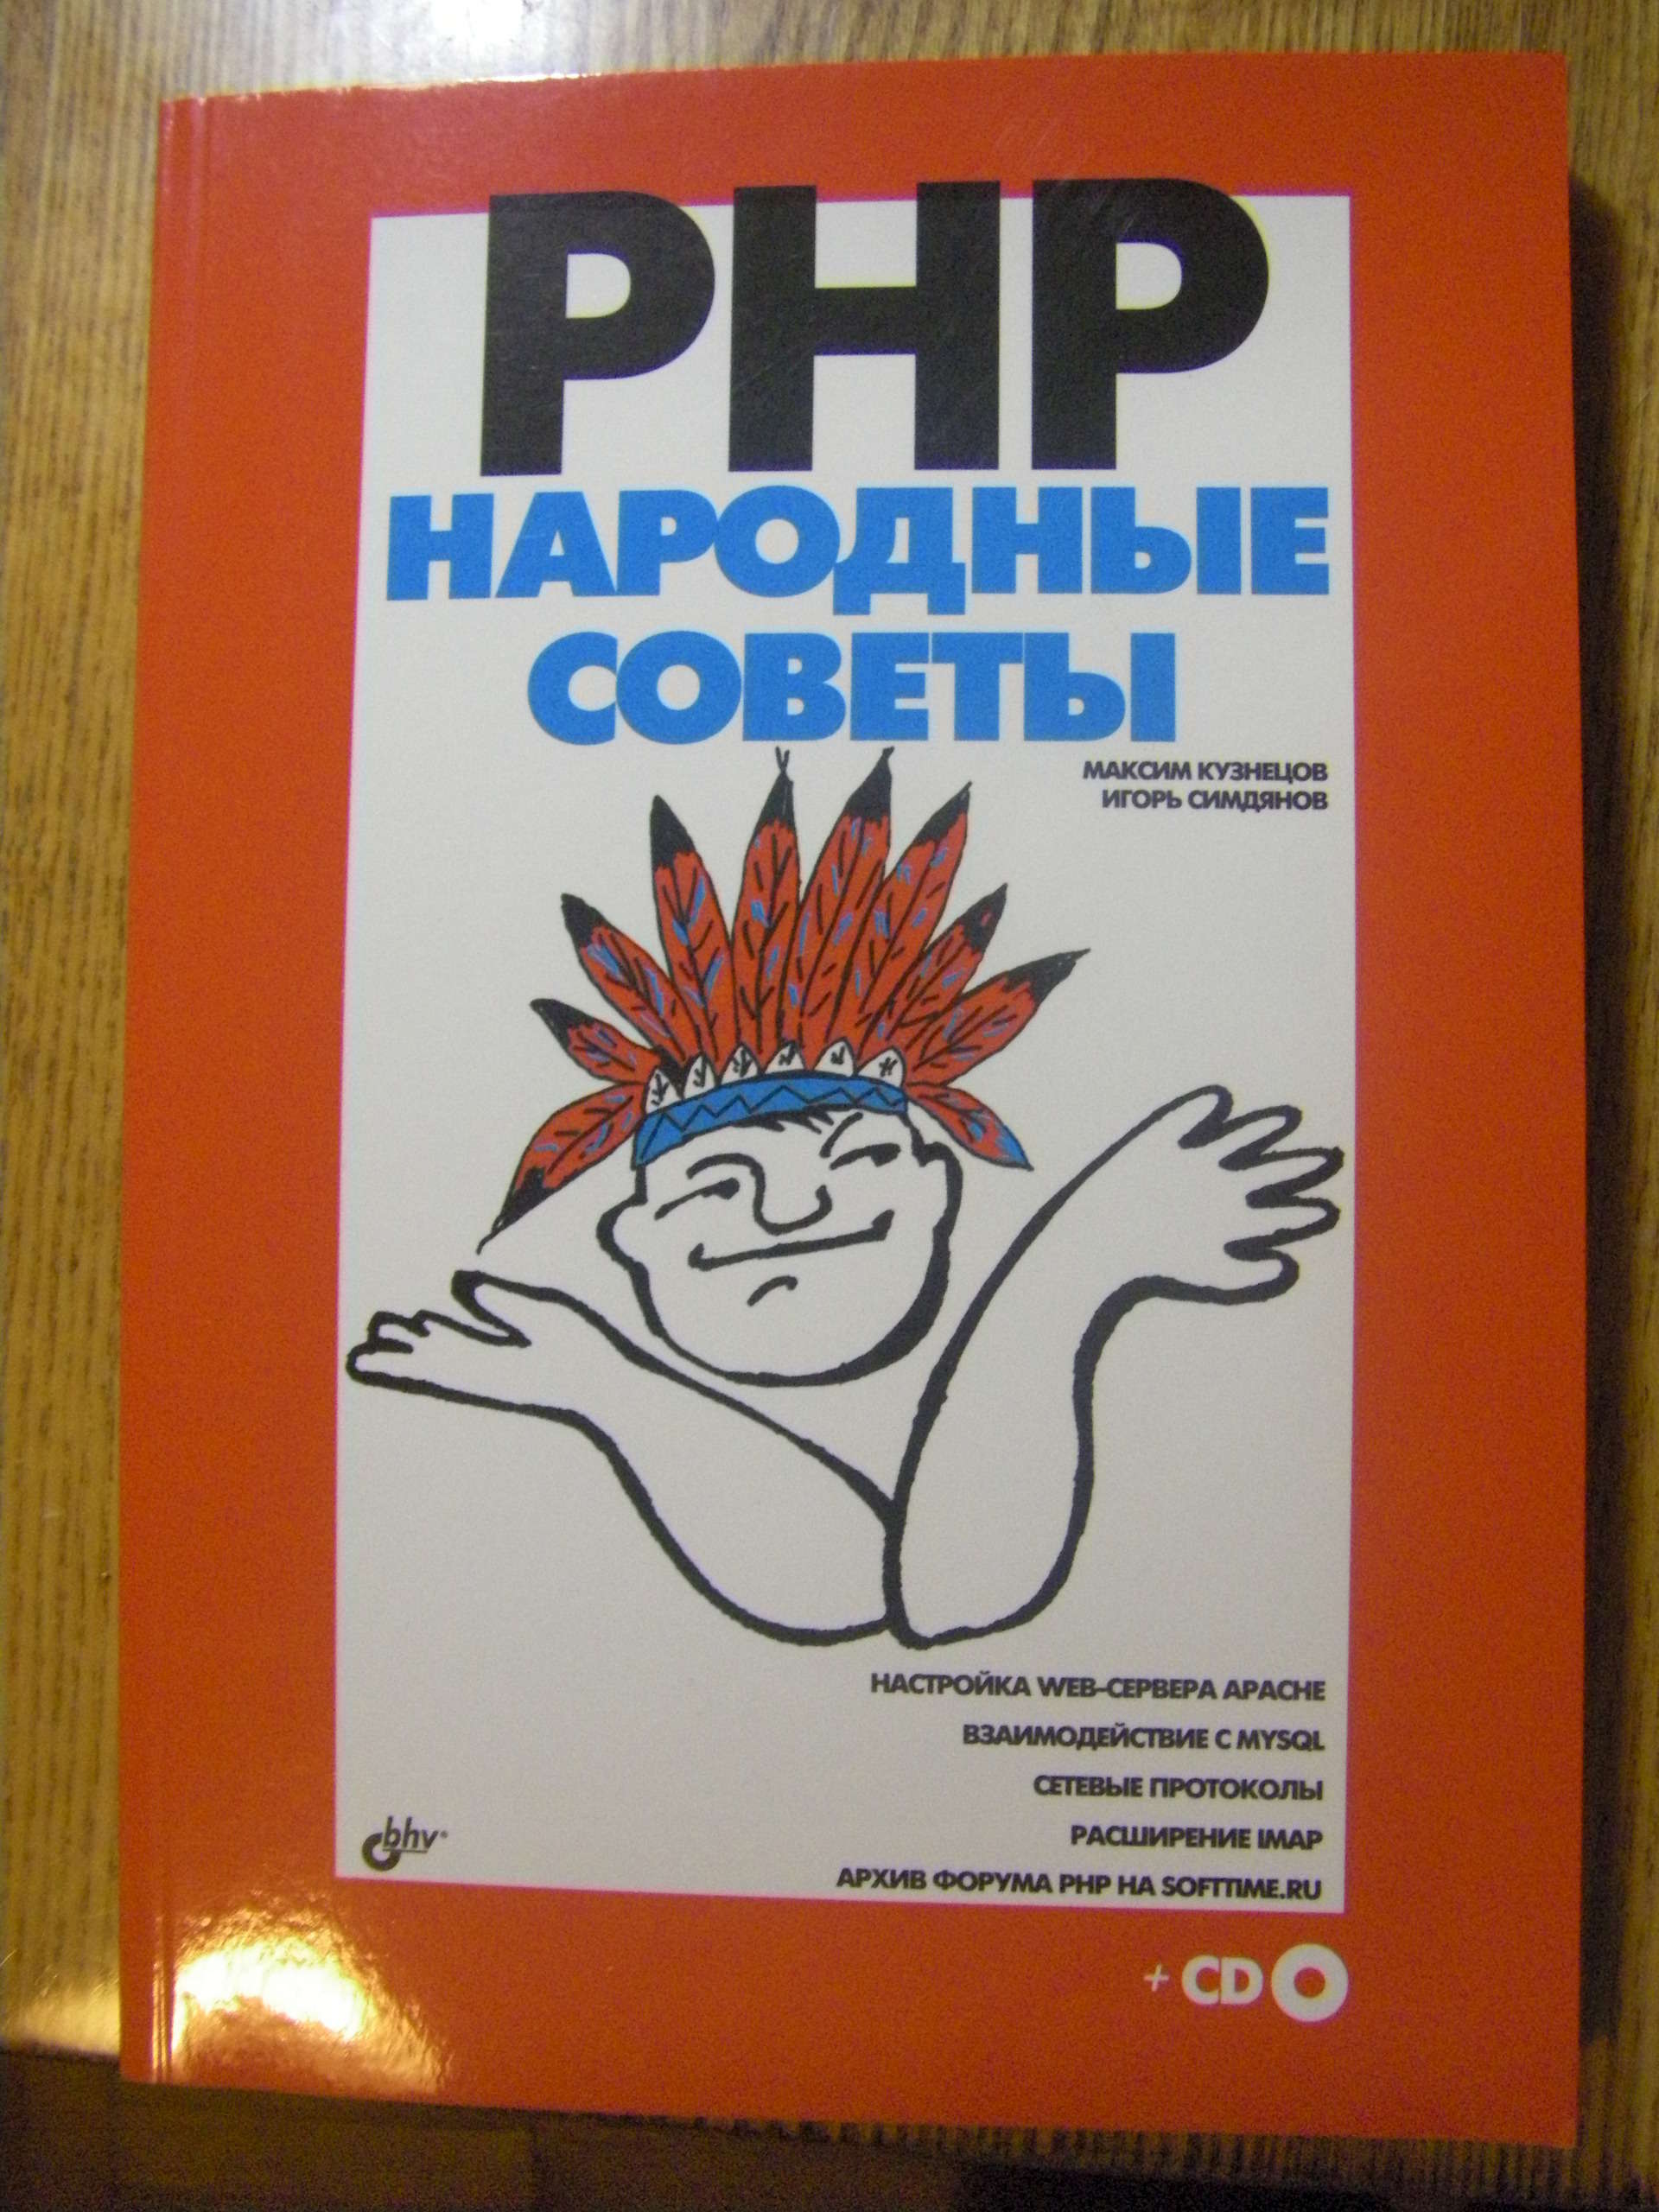 PHP
НАРОДНЫЕ
СОВЕТЫ
МАКСИМ КУЗНЕЦОВ
ИГОРЬ СИМДЯНОВ
НАСТРОЙКА WEB-СЕРВЕРА APACHE
ВЗАИМОДЕЙСТВИЕ С MYSQL
СЕТЕВЫЕ ПРОТОКОЛЫ
РАСШИРЕНИЕ IMAP
АРХИВ ФОРУМА PHP НА SOFTTIME.RU
bhv®
+ CD